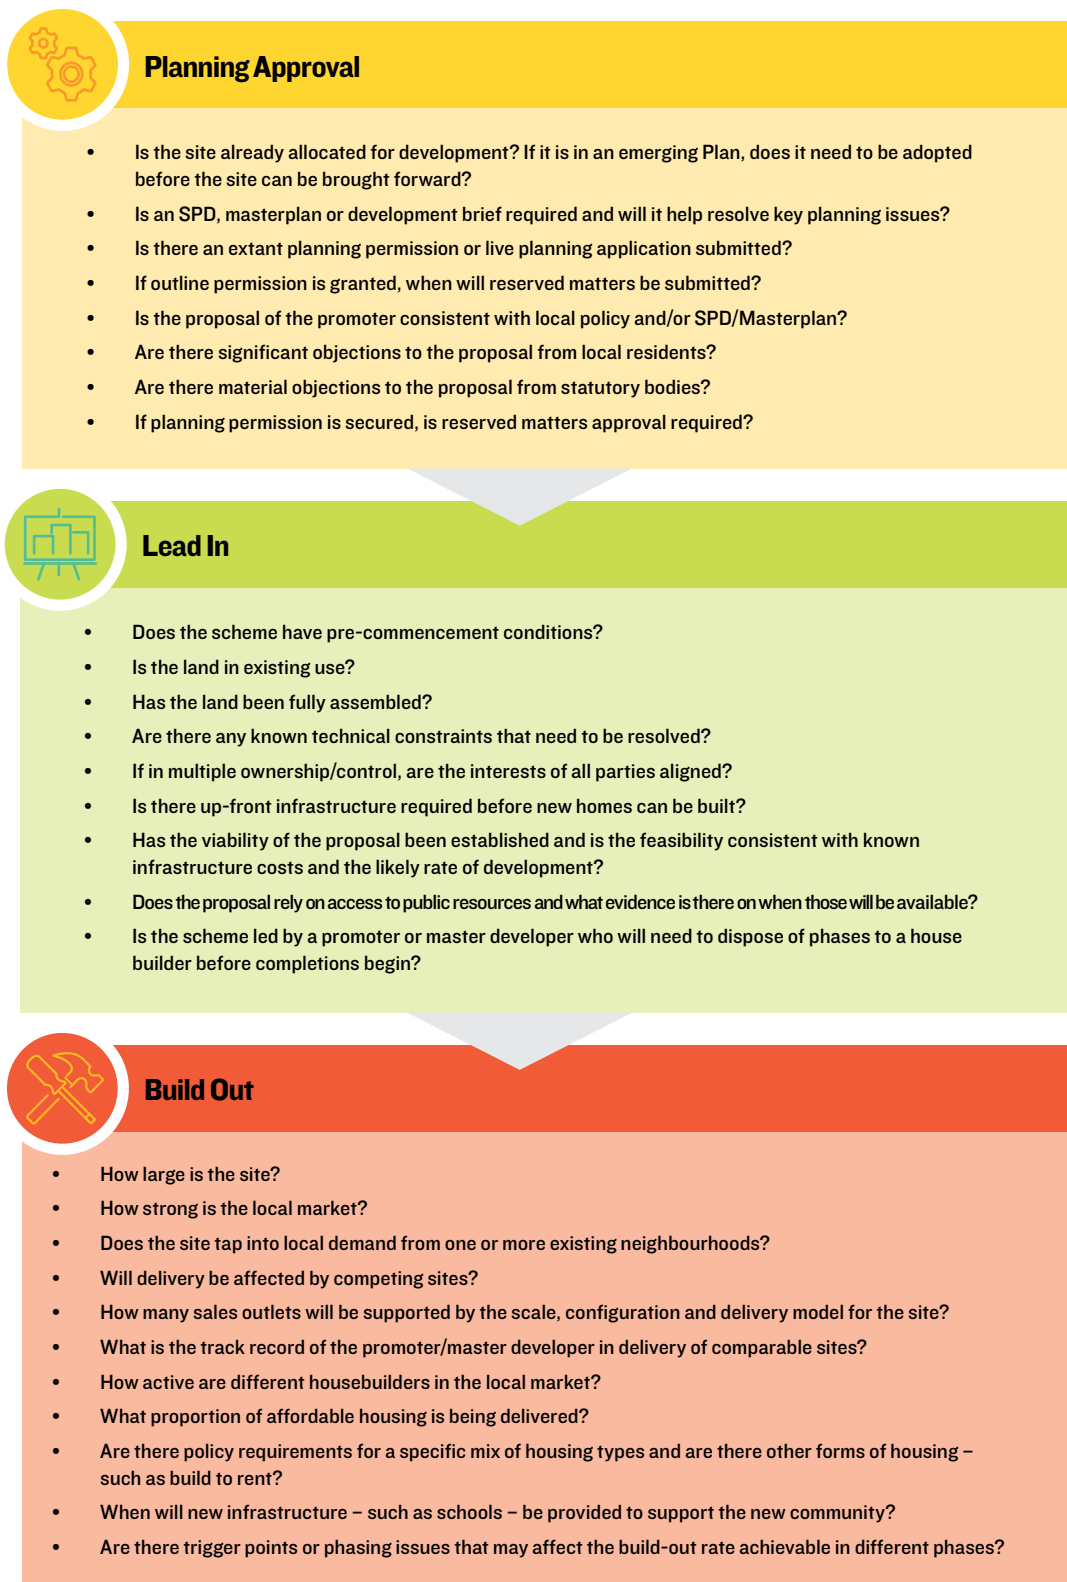 Planning Approval
• Is the site already allocated for development? If it is in an emerging Plan, does it need to be adopted
before the site can be brought forward?
• Is an SPD, masterplan or development brief required and will it help resolve key planning issues?
• Is there an extant planning permission or live planning application submitted?
• If outline permission is granted, when will reserved matters be submitted?
• Is the proposal of the promoter consistent with local policy and/or SPD/Masterplan?
• Are there significant objections to the proposal from local residents?
• Are there material objections to the proposal from statutory bodies?
• If planning permission is secured, is reserved matters approval required?
Lead In
• Does the scheme have pre-commencement conditions?
• Is the land in existing use?
• Has the land been fully assembled?
• Are there any known technical constraints that need to be resolved?
• If in multiple ownership/control, are the interests of all parties aligned?
• Is there up-front infrastructure required before new homes can be built?
• Has the viability of the proposal been established and is the feasibility consistent with known
infrastructure costs and the likely rate of development?
• Does the proposal rely on access to public resources and what evidence is there on when those will be available?
• Is the scheme led by a promoter or master developer who will need to dispose of phases to a house
builder before completions begin?
Build Out
• How large is the site?
• How strong is the local market?
• Does the site tap into local demand from one or more existing neighbourhoods?
• Will delivery be affected by competing sites?
• How many sales outlets will be supported by the scale, configuration and delivery model for the site?
• What is the track record of the promoter/master developer in delivery of comparable sites?
• How active are different housebuilders in the local market?
• What proportion of affordable housing is being delivered?
• Are there policy requirements for a specific mix of housing types and are there other forms of housing –
such as build to rent?
• When will new infrastructure – such as schools – be provided to support the new community?
• Are there trigger points or phasing issues that may affect the build-out rate achievable in different phases?